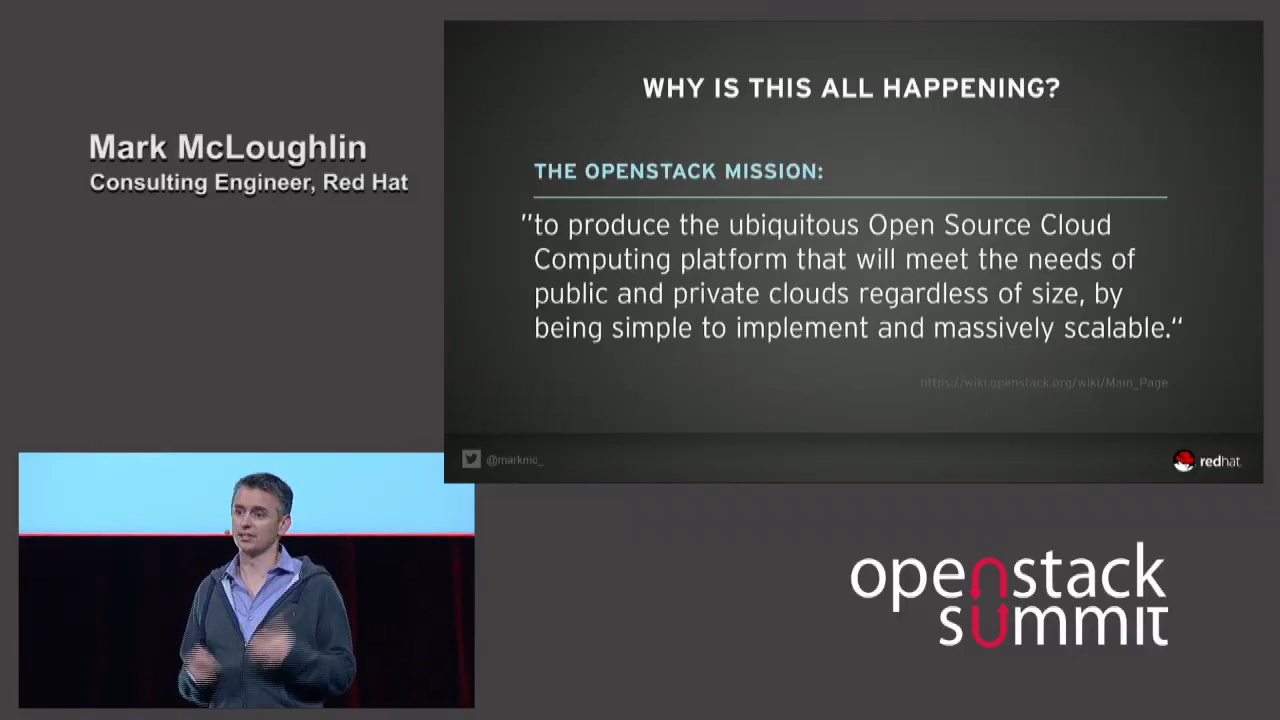 Mark McLoughlin
Consulting Engineer, Red Hat
WHY IS THIS ALL HAPPENING?
THE OPENSTACK MISSION:
"to produce the ubiquitous Open Source Cloud
Computing platform that will meet the needs of
public and private clouds regardless of size, by
being simple to implement and massively scalable."
https://wiki.openstack.org/wiki/Main_Page
@markmc_
redhat.
openstack
summit